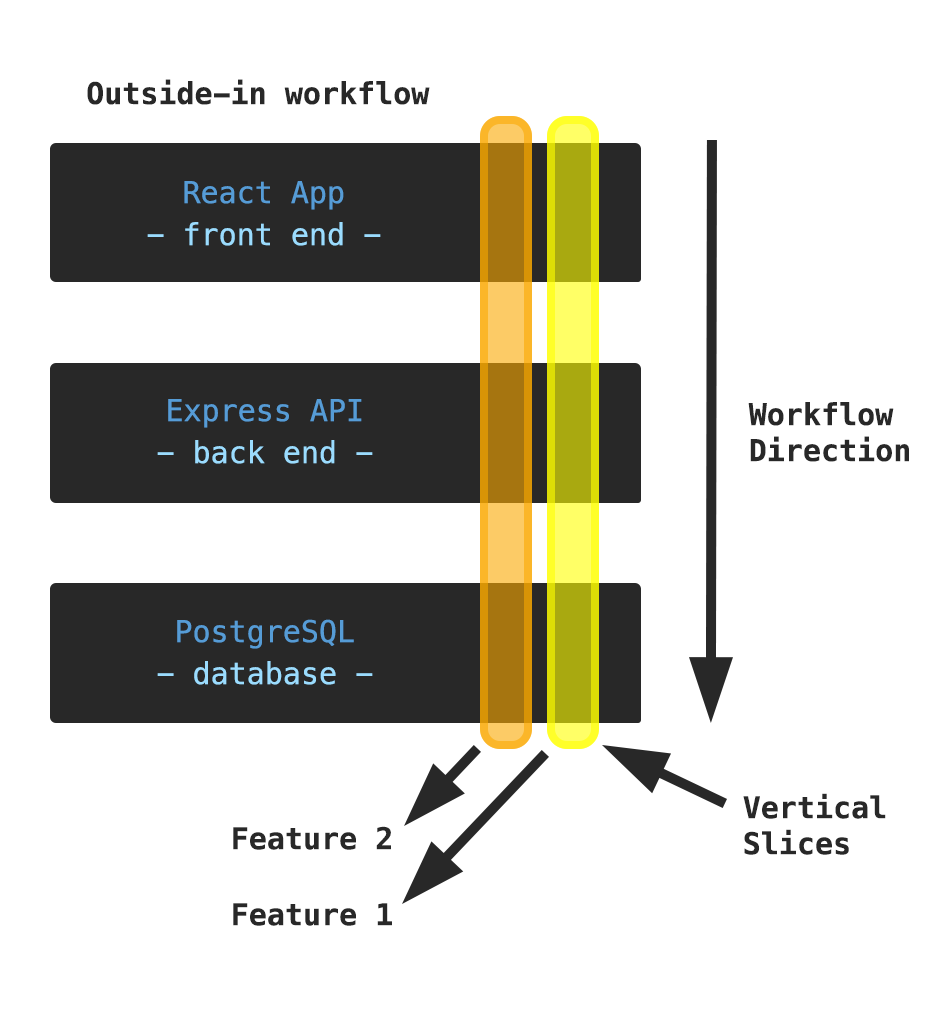 Outside-in workflow
React App
- front end -
Express API
- back end -
Workflow
Direction
PostgreSQL
- database -
Vertical
Slices
Feature 2
Feature 1